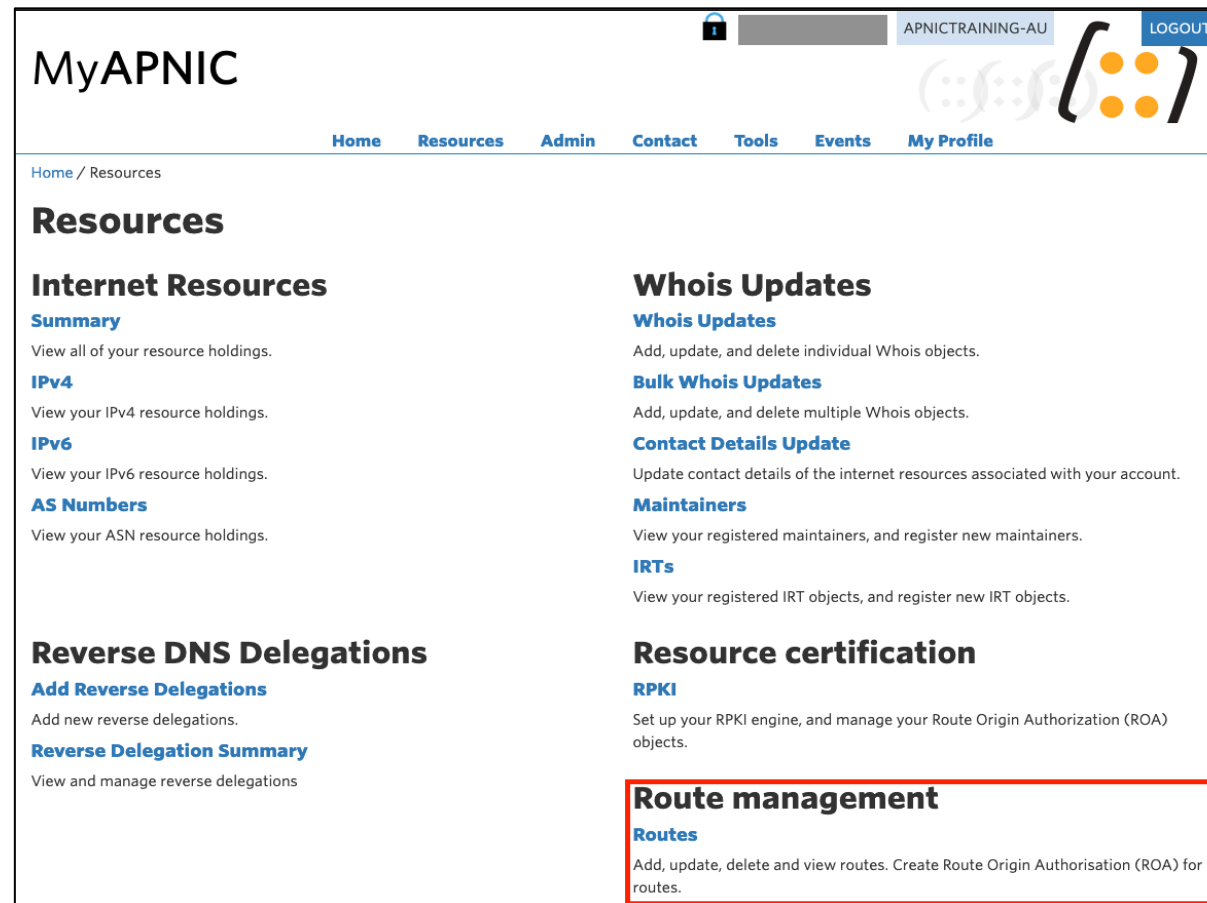 APNICTRAINING-AU
LOGOUT
MyAPNIC
Home Resources Admin Contact Tools Events My Profile
Home / Resources
Resources
Internet Resources
Summary
View all of your resource holdings.
IPv4
View your IPv4 resource holdings.
IPv6
View your IPv6 resource holdings.
AS Numbers
View your ASN resource holdings.
Whois Updates
Whois Updates
Add, update, and delete individual Whois objects.
Bulk Whois Updates
Add, update, and delete multiple Whois objects.
Contact Details Update
Update contact details of the internet resources associated with your account.
Maintainers
View your registered maintainers, and register new maintainers.
IRTs
View your registered IRT objects, and register new IRT objects.
Reverse DNS Delegations
Add Reverse Delegations
Add new reverse delegations.
Reverse Delegation Summary
View and manage reverse delegations
Resource certification
RPKI
Set up your RPKI engine, and manage your Route Origin Authorization (ROA)
objects.
Route management
Routes
Add, update, delete and view routes. Create Route Origin Authorisation (ROA) for
routes.